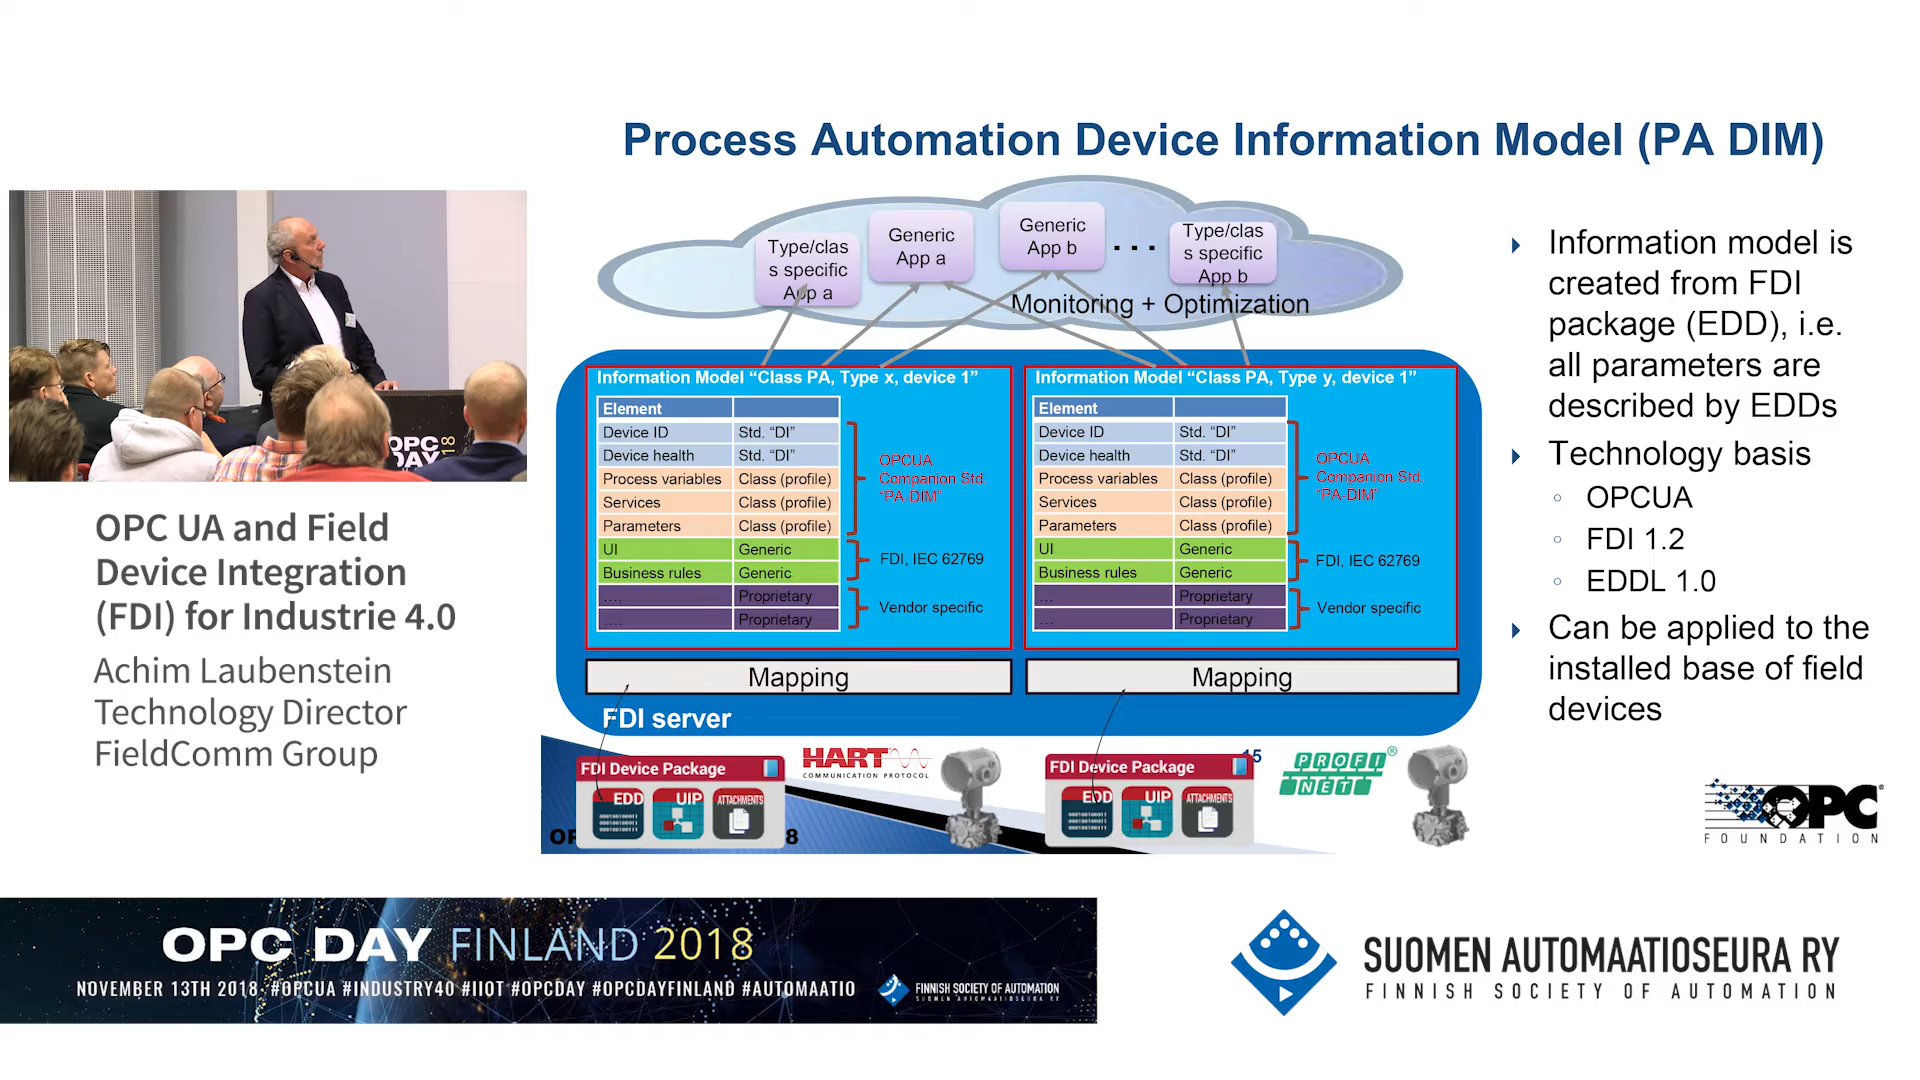 Process Automation Device Information Model (PA DIM)
Type/clas
s specific
App a
Generic
App a
Generic
App b
...
Type/clas
s specific
App b
Monitoring + Optimization
Information Model “Class PA, Type x, device 1”
Element
Device ID Std. “DI”
Device health Std. “DI”
Process variables Class (profile)
Services Class (profile)
Parameters Class (profile)
UI Generic
Business rules Generic
.... Proprietary
.... Proprietary
OPCUA
Companion Std.
“PA-DIM”
FDI, IEC 62769
Vendor specific
Information Model “Class PA, Type y, device 1”
Element
Device ID Std. “DI”
Device health Std. “DI”
Process variables Class (profile)
Services Class (profile)
Parameters Class (profile)
UI Generic
Business rules Generic
... Proprietary
... Proprietary
OPCUA
Companion Std.
“PA-DIM”
FDI, IEC 62769
Vendor specific
Mapping
Mapping
FDI server
FDI Device Package
EDD UIP ATTACHMENTS
HART
COMMUNICATION PROTOCOL
FDI Device Package
EDD UIP ATTACHMENTS
15
PROFI
NET
8
Information model is
created from FDI
package (EDD), i.e.
all parameters are
described by EDDs
Technology basis
OPCUA
FDI 1.2
EDDL 1.0
Can be applied to the
installed base of field
devices
OPC
FOUNDATION
OPC
DAY
18
OPC UA and Field
Device Integration
(FDI) for Industrie 4.0
Achim Laubenstein
Technology Director
FieldComm Group
OPC DAY FINLAND 2018
NOVEMBER 13TH 2018 #OPCUA #INDUSTRY40 #IIOT #OPCDAY #OPCDAYFINLAND #AUTOMAATIO
FINNISH SOCIETY OF AUTOMATION
SUOMEN AUTOMAATIOSEURA RY
SUOMEN AUTOMAATIOSEURA RY
FINNISH SOCIETY OF AUTOMATION